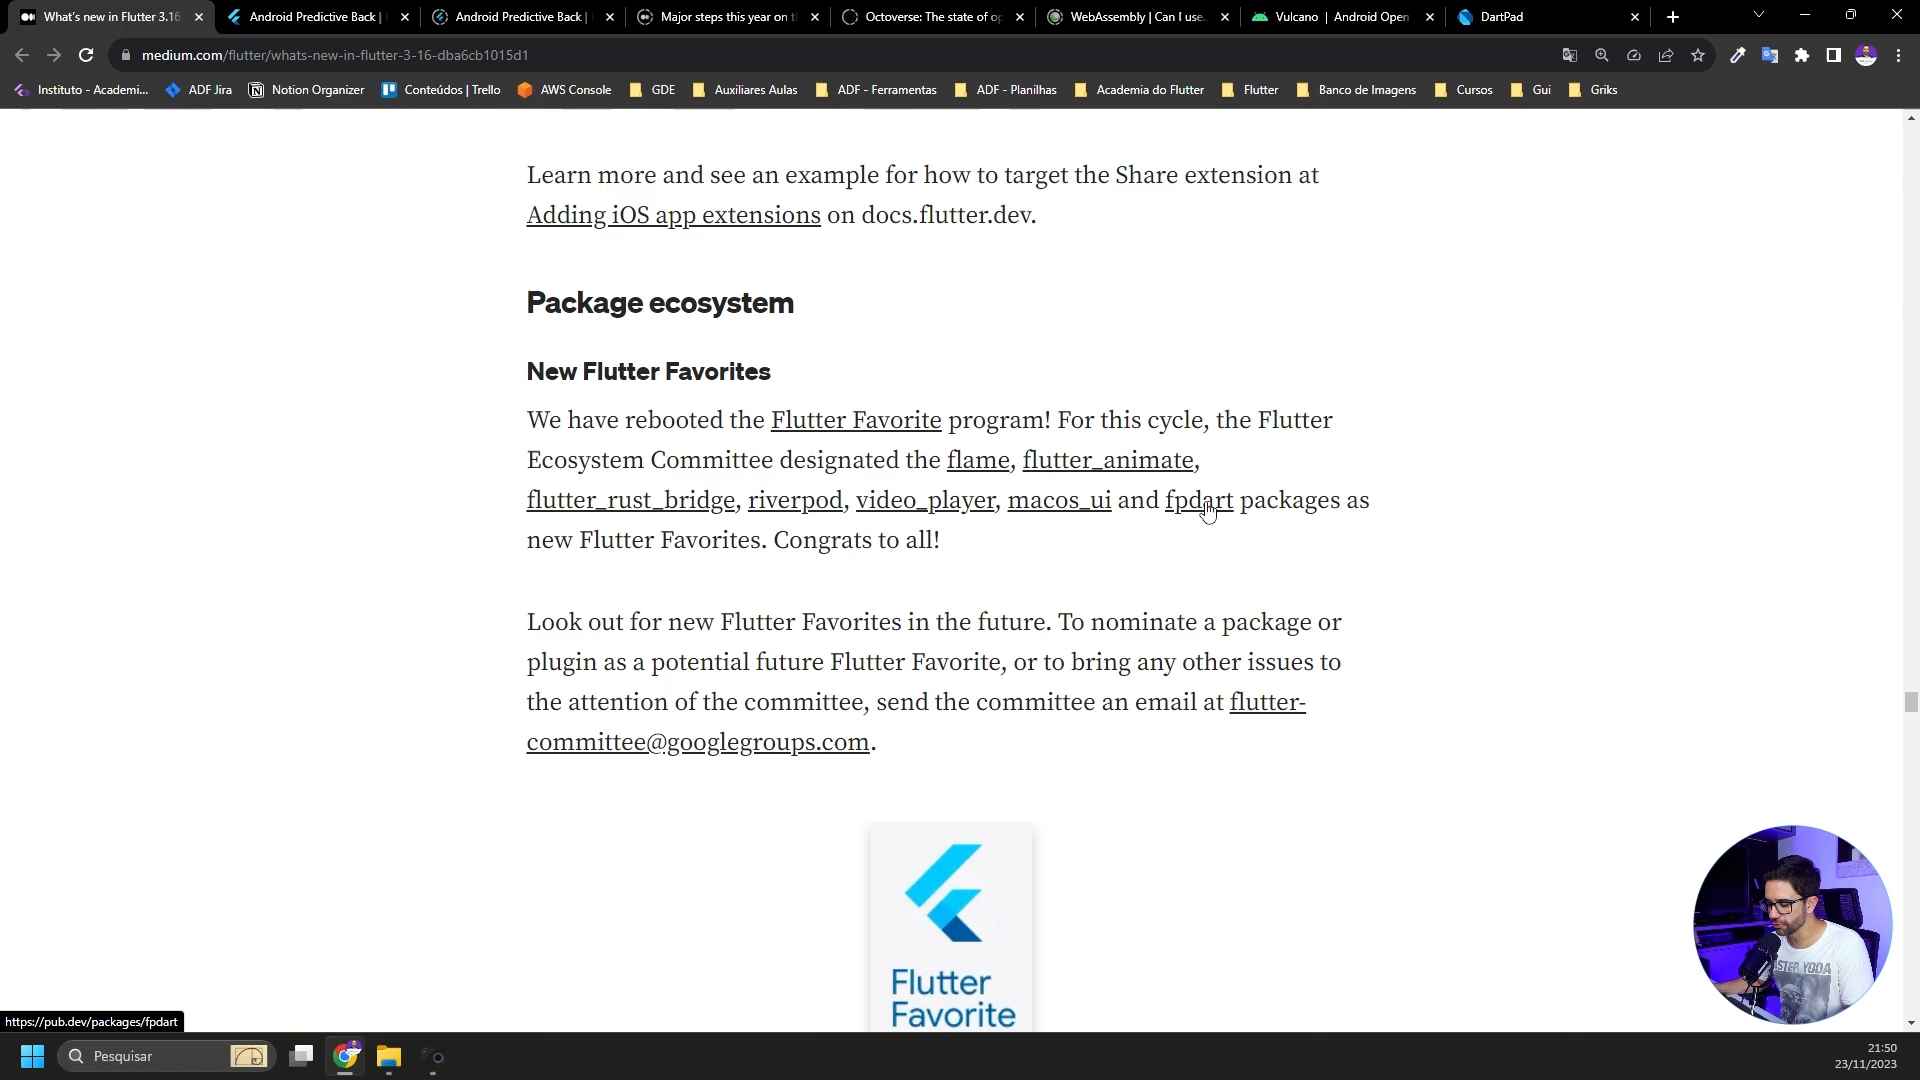 What's new in Flutter 3.16
Android Predictive Back |
Android Predictive Back |
Major steps this year on t
Octoverse: The state of op
WebAssembly | Can I use.
Vulcano | Android Open
DartPad
medium.com/flutter/whats-new-in-flutter-3-16-dba6cb1015d1
Instituto - Academi...
ADF Jira
Notion Organizer
Conteúdos | Trello
AWS Console
GDE
Auxiliares Aulas
ADF - Ferramentas
ADF - Planilhas
Academia do Flutter
Flutter
Banco de Imagens
Cursos
Gui
Griks
Learn more and see an example for how to target the Share extension at
Adding iOS app extensions on docs.flutter.dev.
Package ecosystem
New Flutter Favorites
We have rebooted the Flutter Favorite program! For this cycle, the Flutter
Ecosystem Committee designated the flame, flutter_animate,
flutter_rust_bridge, riverpod, video_player, macos_ui and fpdart packages as
new Flutter Favorites. Congrats to all!
Look out for new Flutter Favorites in the future. To nominate a package or
plugin as a potential future Flutter Favorite, or to bring any other issues to
the attention of the committee, send the committee an email at flutter-
committee@googlegroups.com.
Flutter
Favorite
STER YODA
https://pub.dev/packages/fpdart
Pesquisar
21:50
23/11/2023